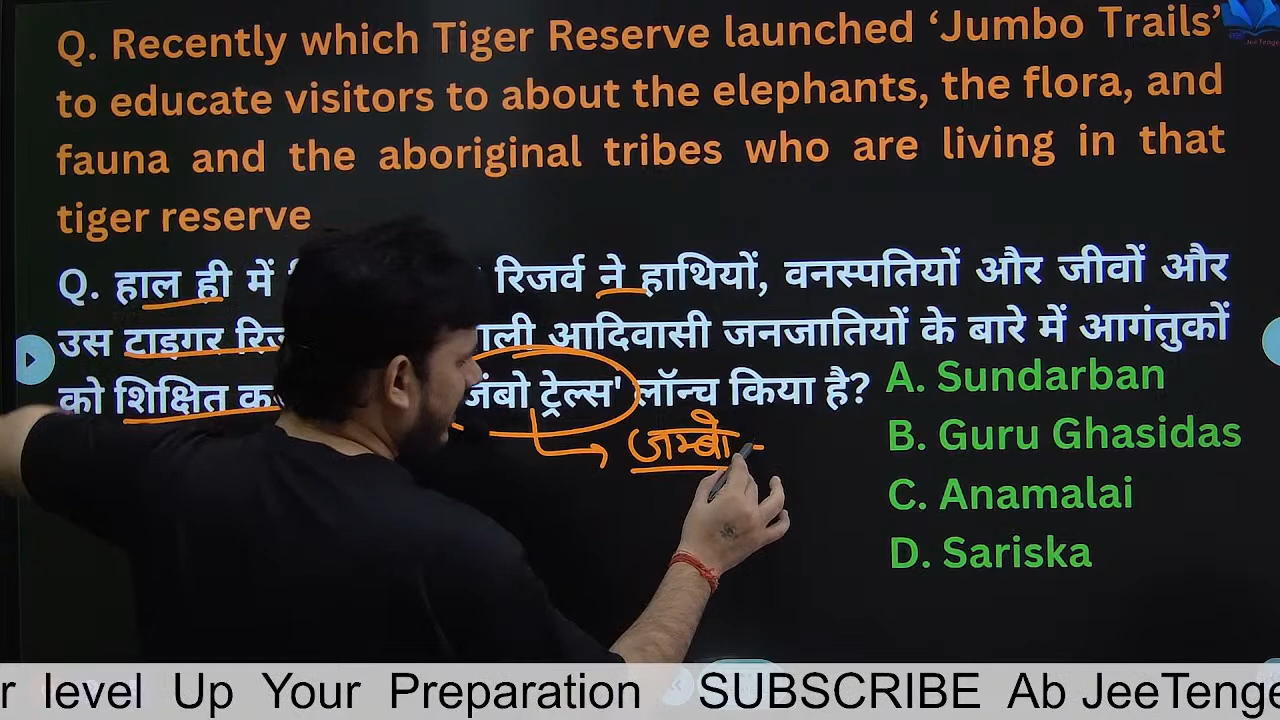 Q. Recently which Tiger Reserve launched ‘Jumbo Trails’
to educate visitors to about the elephants, the flora, and
fauna and the aboriginal tribes who are living in that
tiger reserve
Q. हाल ही में रिजर्व ने हाथियों, वनस्पतियों और जीवों और
उस टाइगर आदिवासी जनजातियों के बारे में आगंतुकों
को शिक्षित जंबो ट्रेल्स' लॉन्च किया है?
जम्बो
A. Sundarban
B. Guru Ghasidas
C. Anamalai
D. Sariska
level Up Your Preparation SUBSCRIBE Ab JeeTenge